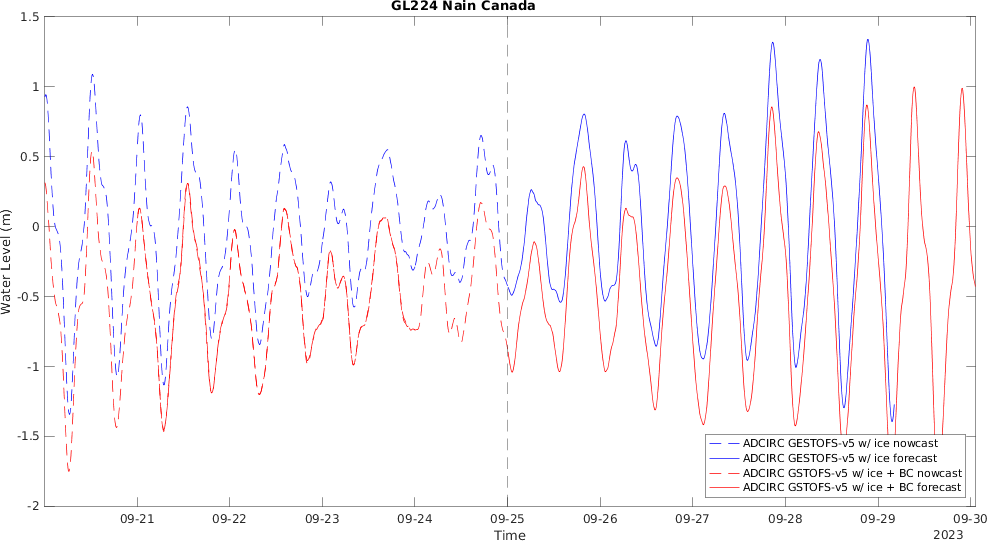 GL224 Nain Canada
1.5
1
0.5
0
-0.5
-1
-1.5
-2
Water Level (m)
09-21 09-22 09-23 09-24 09-25 09-26 09-27 09-28 09-29 09-30
Time
2023
ADCIRC GESTOFS-v5 w/ ice nowcast
ADCIRC GESTOFS-v5 w/ ice forecast
ADCIRC GSTOFS-v5 w/ ice + BC nowcast
ADCIRC GSTOFS-v5 w/ ice + BC forecast